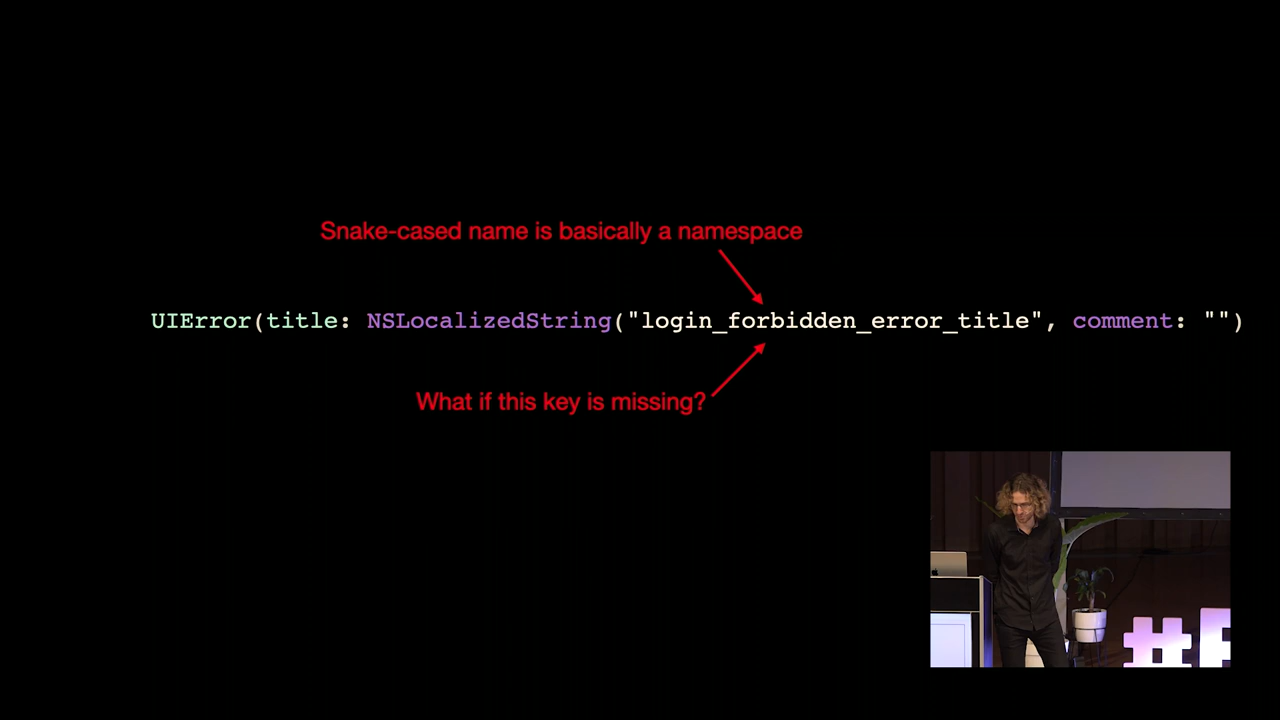 Snake-cased name is basically a namespace
UIError(title: NSLocalizedString("login_forbidden_error_title", comment: "")
What if this key is missing?
#